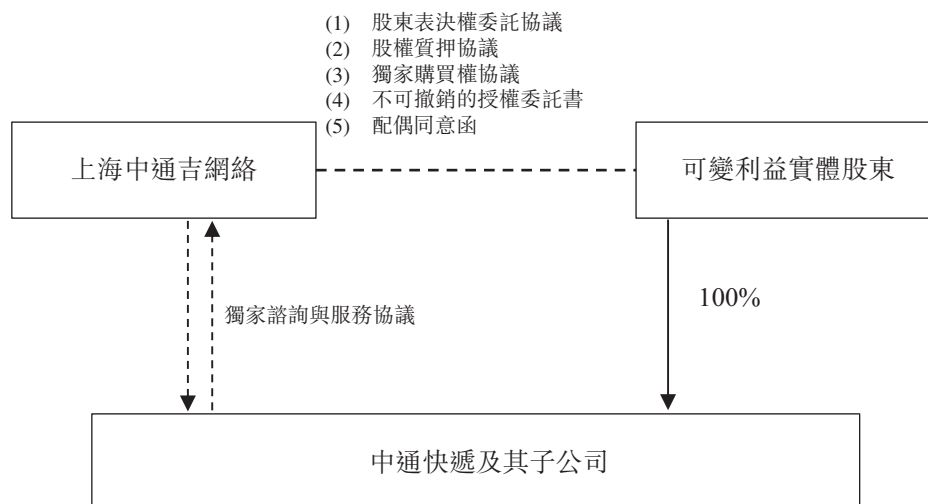 (1) 股東表決權委託協議
(2) 股權質押協議
(3) 獨家購買權協議
(4) 不可撤銷的授權委託書
(5) 配偶同意函
上海中通吉網絡
可變利益實體股東
100%
獨家諮詢與服務協議
中通快遞及其子公司